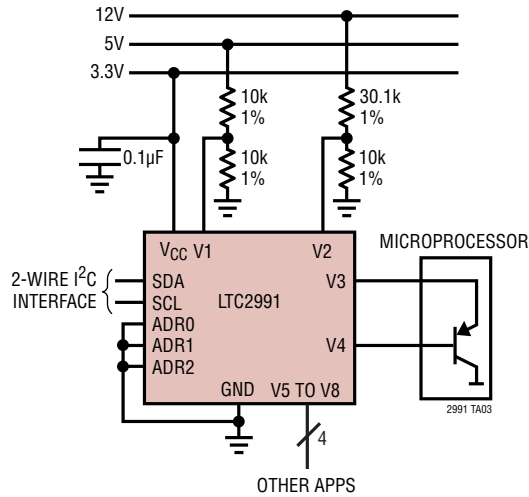 12V
5V
3.3V
10k
1%
30.1k
1%
0.1µF
10k
1%
10k
1%
VCC V1 V2
MICROPROCESSOR
2-WIRE I²C
INTERFACE
SDA
SCL
ADR0
ADR1
ADR2
LTC2991
V3
V4
GND V5 TO V8
2991 TA03
4
OTHER APPS